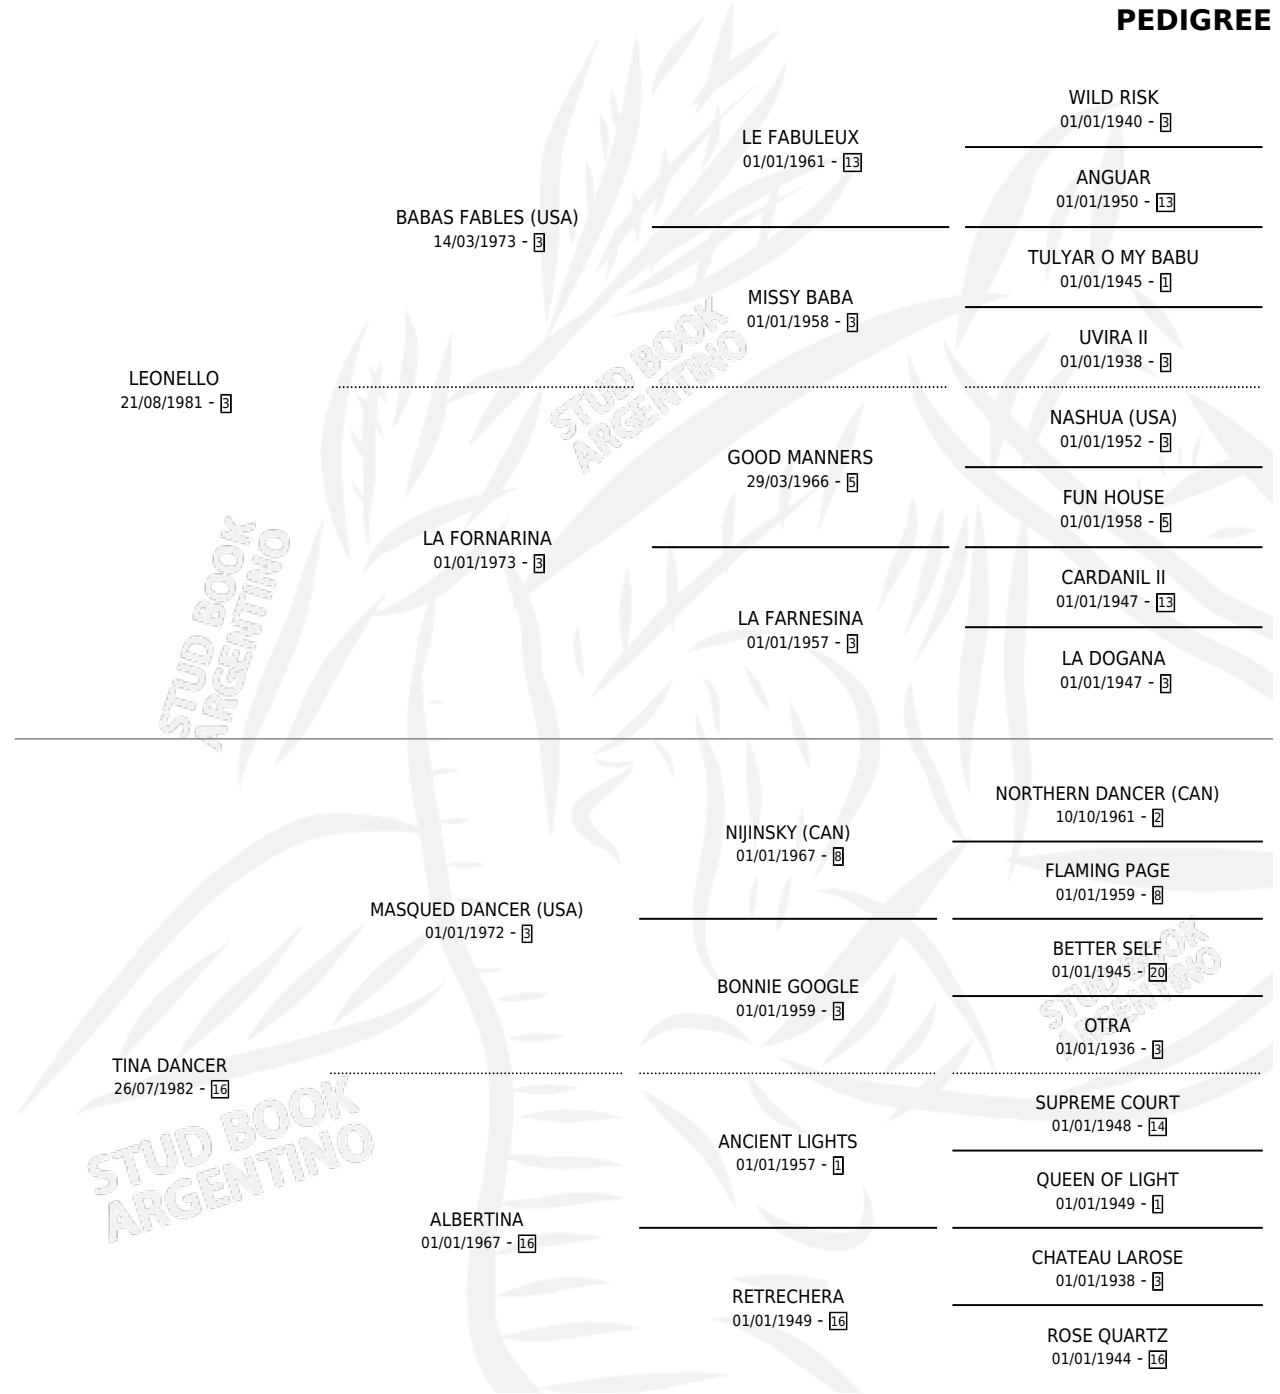 PEDIGREE
WILD RISK
01/01/1940 - 3
LE FABULEUX
01/01/1961 - 13
ANGUAR
01/01/1950 - 13
BABAS FABLES (USA)
14/03/1973 - 3
TULYAR O MY BABU
01/01/1945 - 1
MISSY BABA
01/01/1958 - 3
UVIRA II
01/01/1938 - 3
LEONELLO
21/08/1981 - 3
NASHUA (USA)
01/01/1952 - 3
GOOD MANNERS
29/03/1966 - 5
FUN HOUSE
01/01/1958 - 5
LA FORNARINA
01/01/1973 - 3
CARDANIL II
01/01/1947 - 13
LA FARNESINA
01/01/1957 - 3
LA DOGANA
01/01/1947 - 3
NORTHERN DANCER (CAN)
10/10/1961 - 2
NIJINSKY (CAN)
01/01/1967 - 8
FLAMING PAGE
01/01/1959 - 8
MASQUED DANCER (USA)
01/01/1972 - 3
BETTER SELF
01/01/1945 - 20
BONNIE GOOGLE
01/01/1959 - 3
OTRA
01/01/1936 - 3
TINA DANCER
26/07/1982 - 16
SUPREME COURT
01/01/1948 - 14
ANCIENT LIGHTS
01/01/1957 - 1
QUEEN OF LIGHT
01/01/1949 - 1
ALBERTINA
01/01/1967 - 16
CHATEAU LAROSE
01/01/1938 - 3
RETRECHERA
01/01/1949 - 16
ROSE QUARTZ
01/01/1944 - 16
STUD BOOK
ARGENTINO
STUD BOOK
ARGENTINO
STUD BOOK
ARGENTINO
STUD BOOK
ARGENTINO